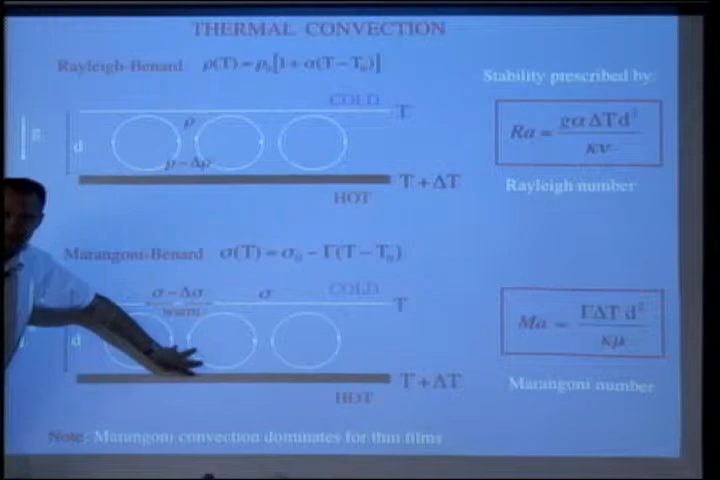 THERMAL CONVECTION
Rayleigh-Benard ρ(T) = ρ₀[1 + α(T − T₀)]
Stability prescribed by:
COLD
T
ρ
g
d
ρ − Δρ
T + ΔT
HOT
Ra = gαΔTd³ / κν
Rayleigh number
Marangoni-Benard σ(T) = σ₀ − Γ(T − T₀)
σ − Δσ
σ
COLD
warm
T
d
T + ΔT
HOT
Ma = ΓΔT d² / κμ
Marangoni number
Note: Marangoni convection dominates for thin films